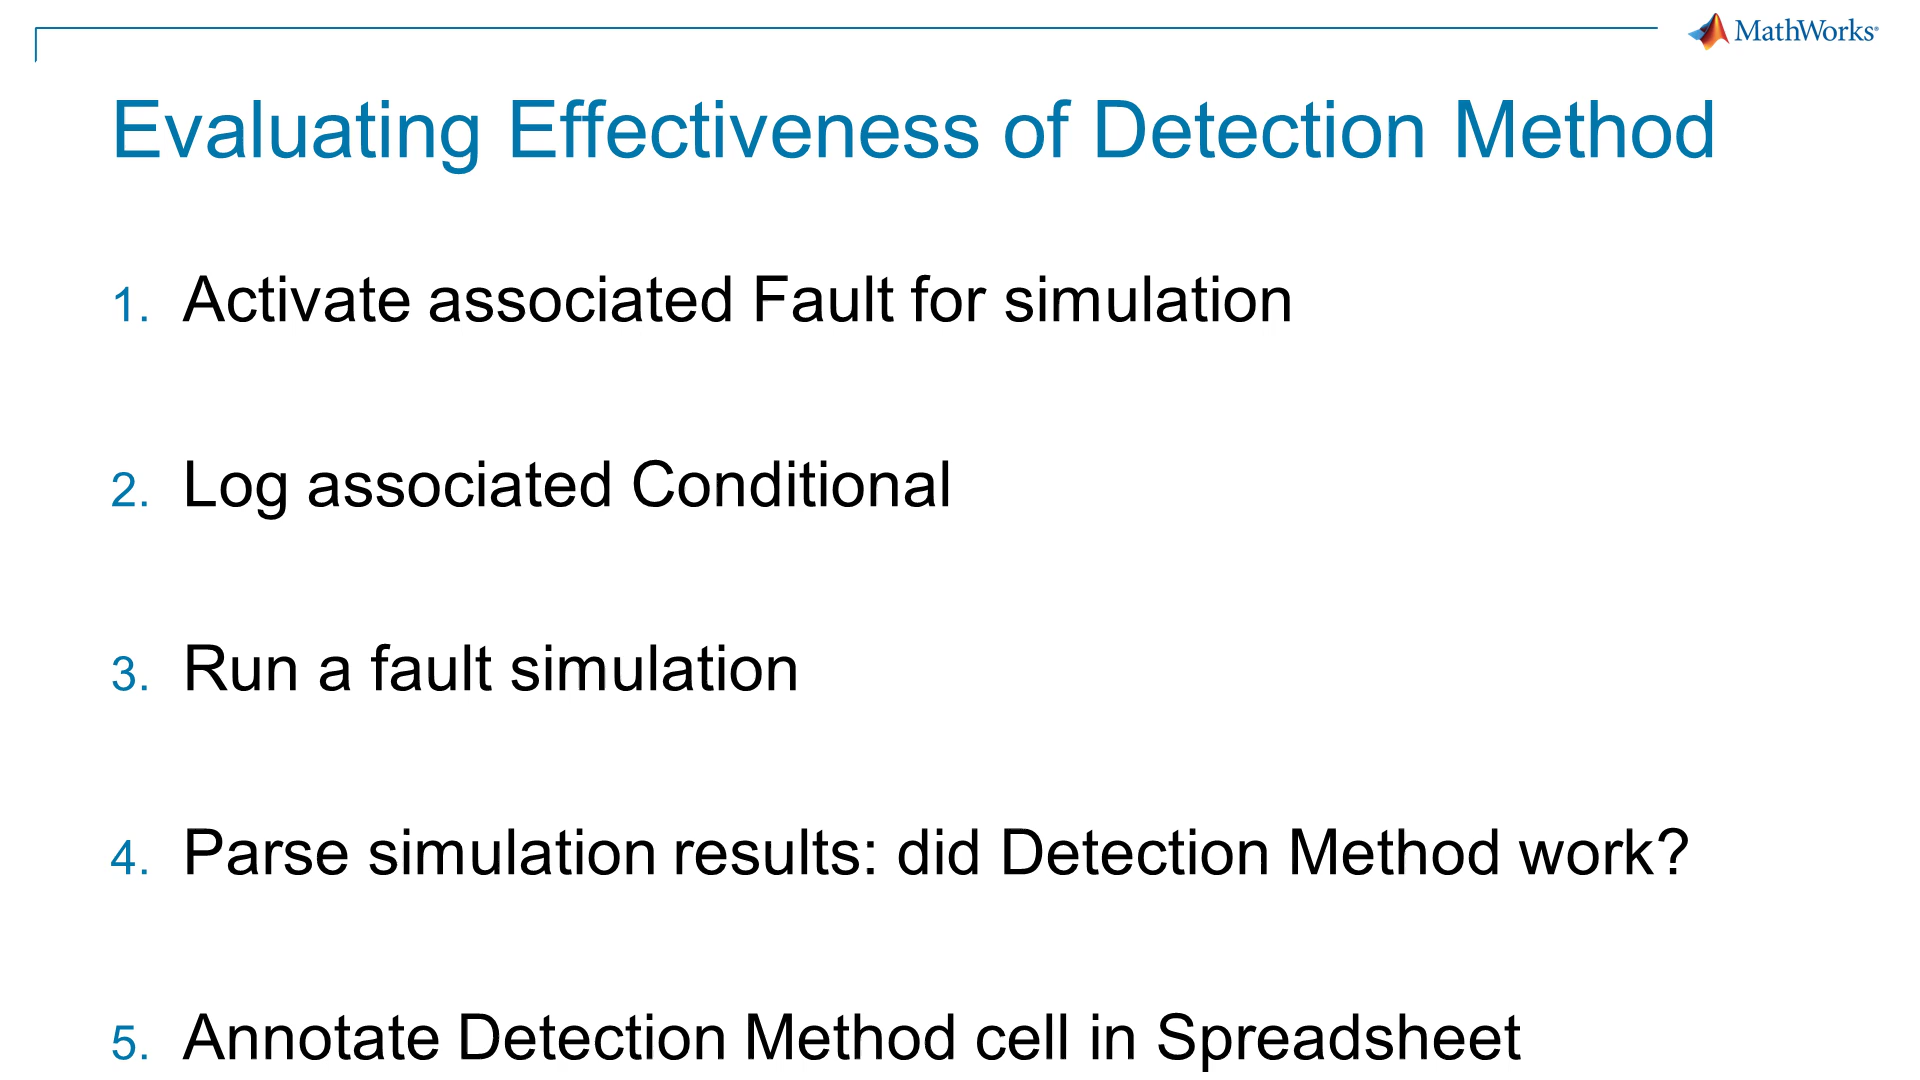 MathWorks®
Evaluating Effectiveness of Detection Method
1. Activate associated Fault for simulation
2. Log associated Conditional
3. Run a fault simulation
4. Parse simulation results: did Detection Method work?
5. Annotate Detection Method cell in Spreadsheet